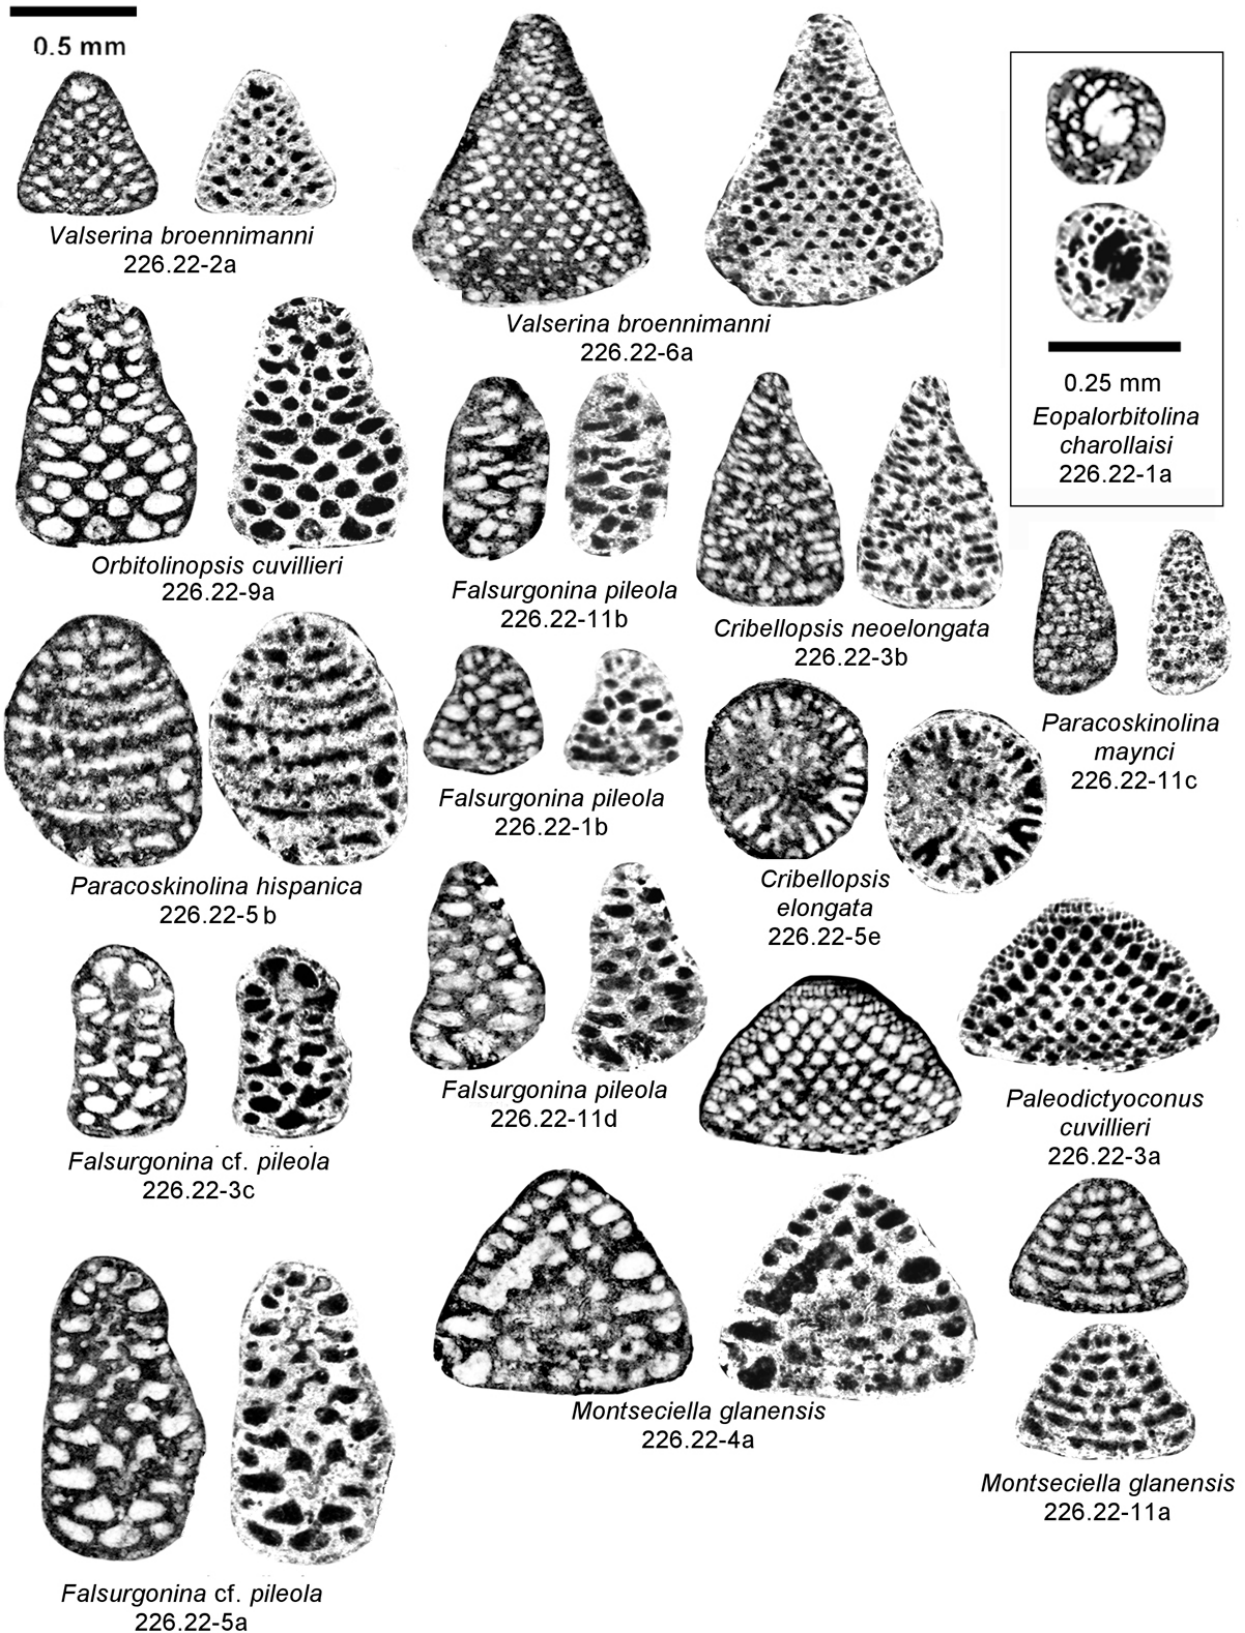 0.5 mm
Valserina broennimanni
226.22-2a
Valserina broennimanni
226.22-6a
0.25 mm
Eopalorbitolina
charollaisi
226.22-1a
Orbitolinopsis cuvillieri
226.22-9a
Falsurgonina pileola
226.22-11b
Cribellopsis neoelongata
226.22-3b
Paracoskinolina
maynci
226.22-11c
Falsurgonina pileola
226.22-1b
Paracoskinolina hispanica
226.22-5b
Cribellopsis
elongata
226.22-5e
Falsurgonina pileola
226.22-11d
Paleodictyoconus
cuvillieri
226.22-3a
Falsurgonina cf. pileola
226.22-3c
Montseciella glanensis
226.22-4a
Montseciella glanensis
226.22-11a
Falsurgonina cf. pileola
226.22-5a